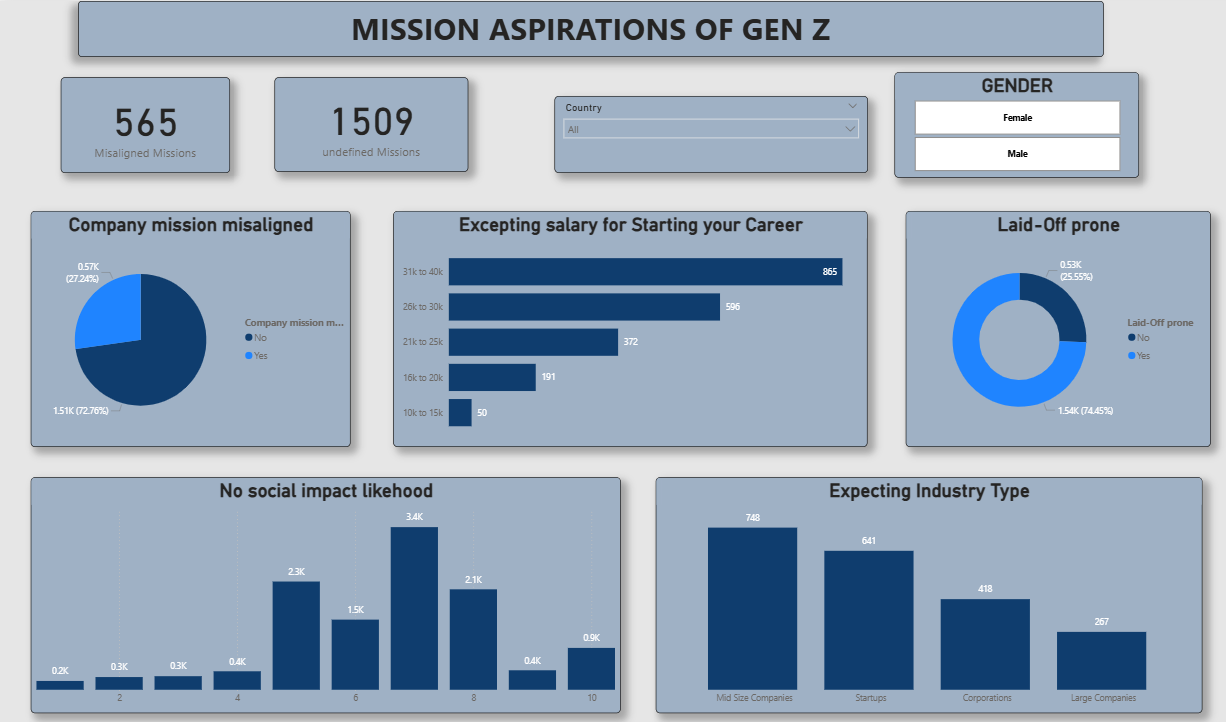 MISSION ASPIRATIONS OF GEN Z
565
Misaligned Missions
1509
undefined Missions
Country
All
GENDER
Female
Male
Company mission misaligned
0.57K
(27.24%)
1.51K (72.76%)
Company mission m...
No
Yes
Excepting salary for Starting your Career
31k to 40k
865
26k to 30k
596
21k to 25k
372
16k to 20k
191
10k to 15k
50
Laid-Off prone
0.53K
(25.55%)
1.54K (74.45%)
Laid-Off prone
No
Yes
No social impact likehood
0.2K
0.3K
0.3K
0.4K
2.3K
1.5K
3.4K
2.1K
0.4K
0.9K
2
4
6
8
10
Expecting Industry Type
748
641
418
267
Mid Size Companies
Startups
Corporations
Large Companies